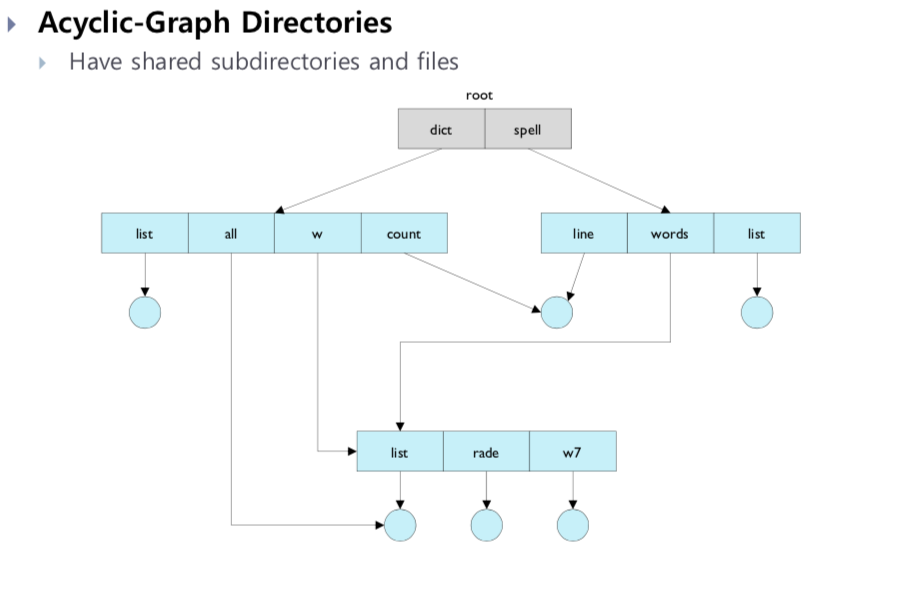 Acyclic-Graph Directories
Have shared subdirectories and files
root
dict spell
list all w count line words list
list rade w7